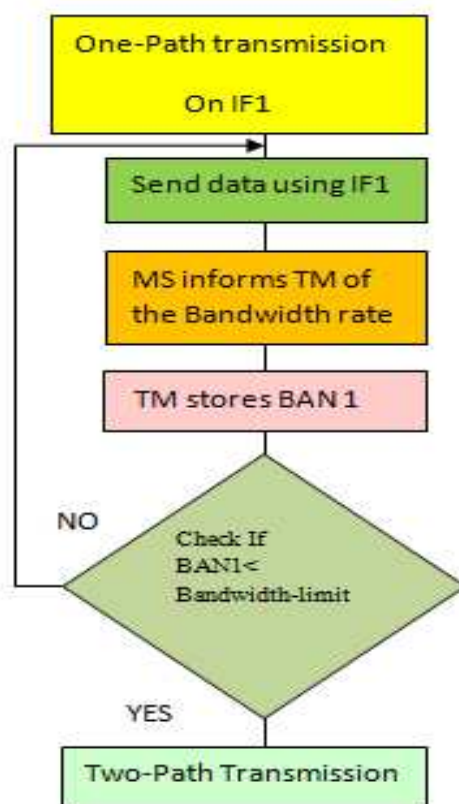 One-Path transmission
On IF1
Send data using IF1
MS informs TM of
the Bandwidth rate
TM stores BAN 1
NO
Check If
BAN1<
Bandwidth-limit
YES
Two-Path Transmission